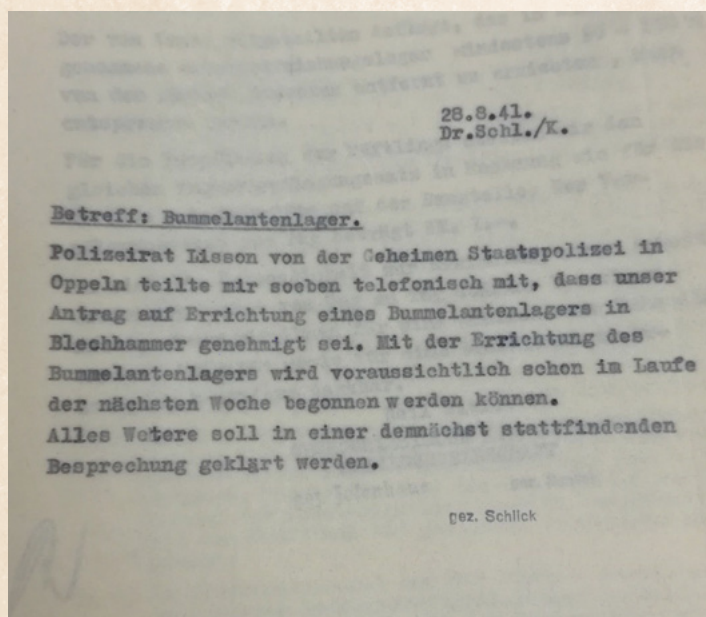 28.8.41.
Dr.Schl./K.
Betreff: Bummelantenlager.
Polizeirat Lisson von der Geheimen Staatspolizei in
Oppeln teilte mir soeben telefonisch mit, dass unser
Antrag auf Errichtung eines Bummelantenlagers in
Blechhammer genehmigt sei. Mit der Errichtung des
Bummelantenlagers wird voraussichtlich schon im Laufe
der nächsten Woche begonnen werden können.
Alles Wetere soll in einer demnächst stattfindenden
Besprechung geklärt werden.
gez. Schlick